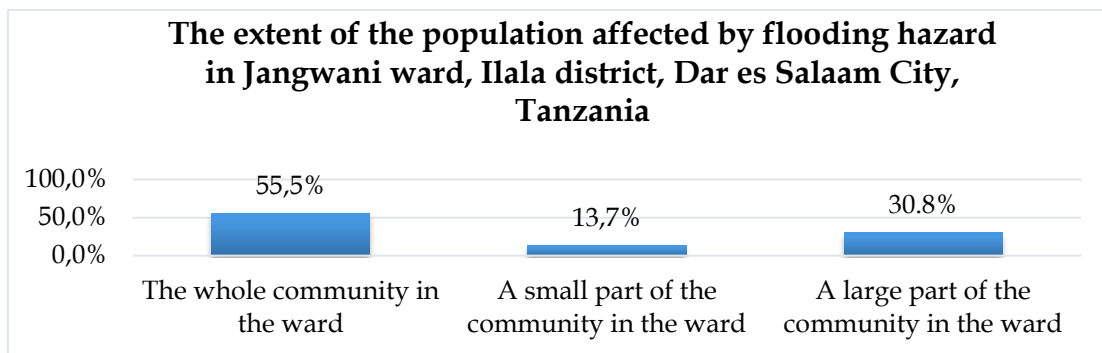 The extent of the population affected by flooding hazard
in Jangwani ward, Ilala district, Dar es Salaam City,
Tanzania
100,0%
50,0%
0,0%
55,5%
13,7%
30.8%
The whole community in
the ward
A small part of the
community in the ward
A large part of the
community in the ward